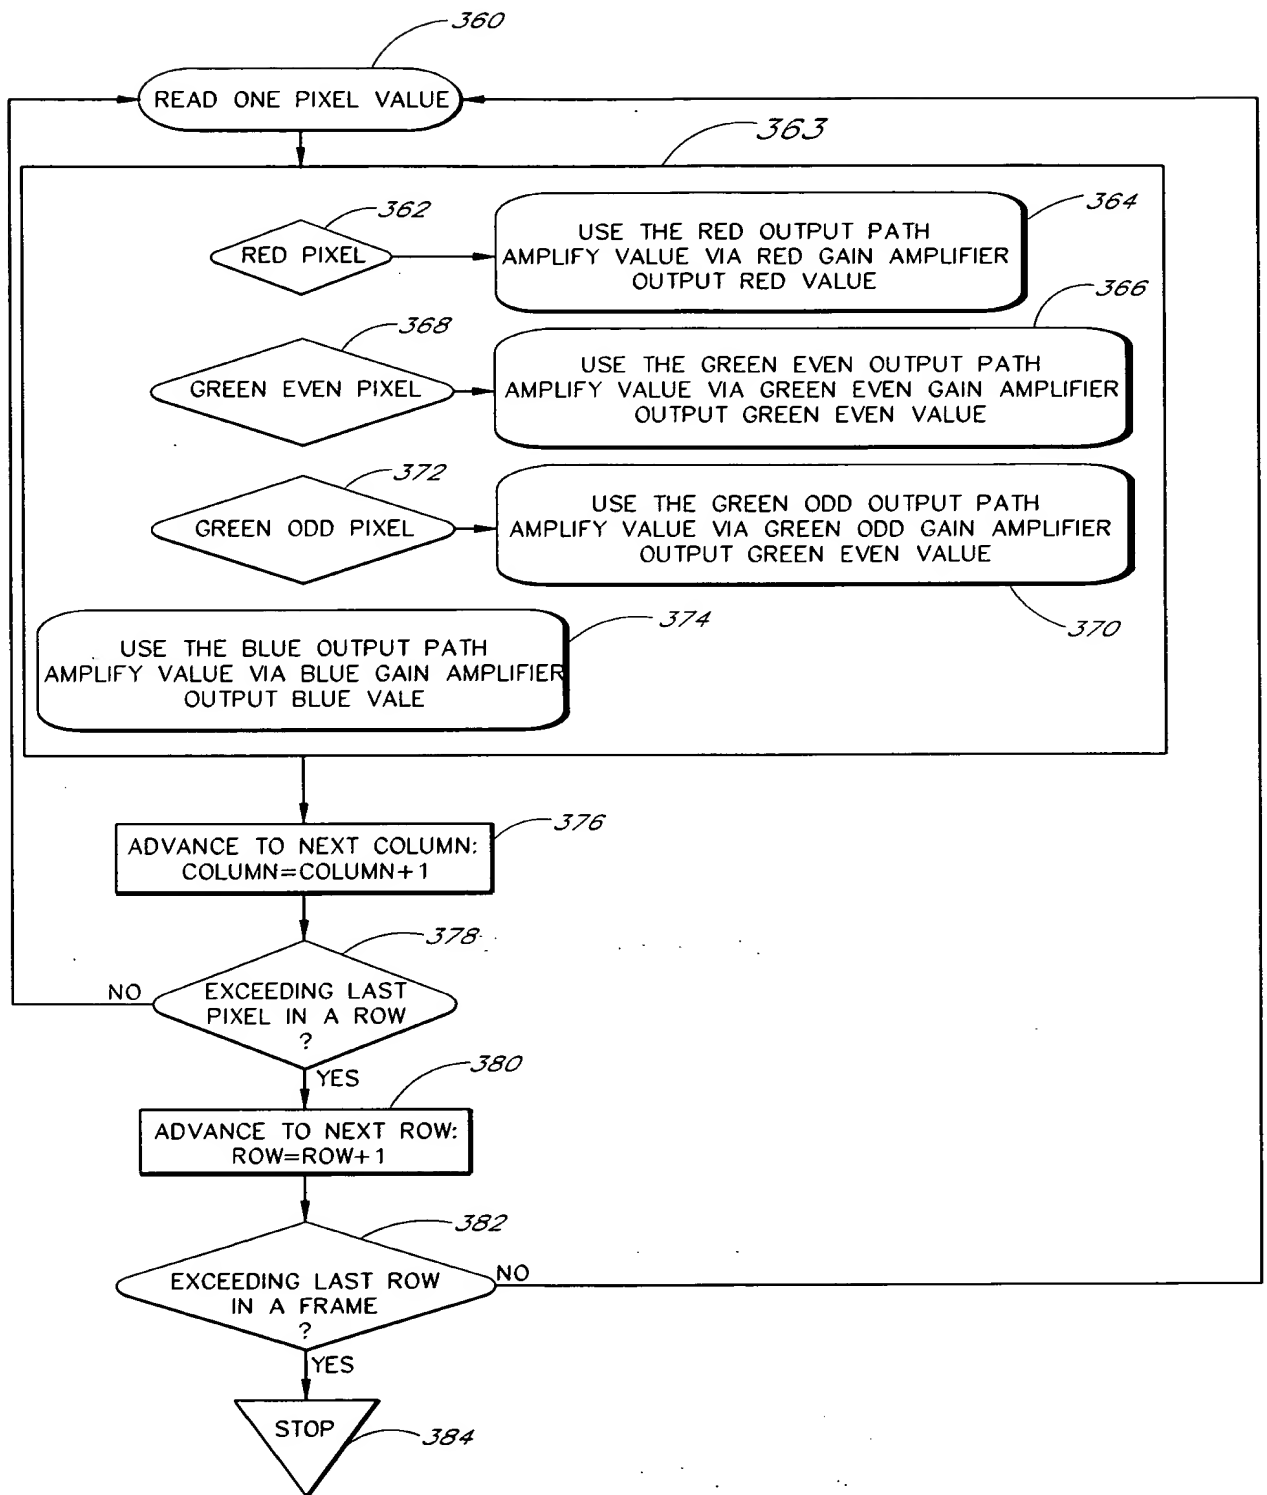 360
READ ONE PIXEL VALUE
363
362
RED PIXEL
364
USE THE RED OUTPUT PATH
AMPLIFY VALUE VIA RED GAIN AMPLIFIER
OUTPUT RED VALUE
366
368
GREEN EVEN PIXEL
USE THE GREEN EVEN OUTPUT PATH
AMPLIFY VALUE VIA GREEN EVEN GAIN AMPLIFIER
OUTPUT GREEN EVEN VALUE
372
GREEN ODD PIXEL
USE THE GREEN ODD OUTPUT PATH
AMPLIFY VALUE VIA GREEN ODD GAIN AMPLIFIER
OUTPUT GREEN EVEN VALUE
370
374
USE THE BLUE OUTPUT PATH
AMPLIFY VALUE VIA BLUE GAIN AMPLIFIER
OUTPUT BLUE VALE
376
ADVANCE TO NEXT COLUMN:
COLUMN=COLUMN+1
378
NO
EXCEEDING LAST
PIXEL IN A ROW
?
YES
380
ADVANCE TO NEXT ROW:
ROW=ROW+1
382
EXCEEDING LAST ROW
IN A FRAME
?
NO
YES
STOP
384